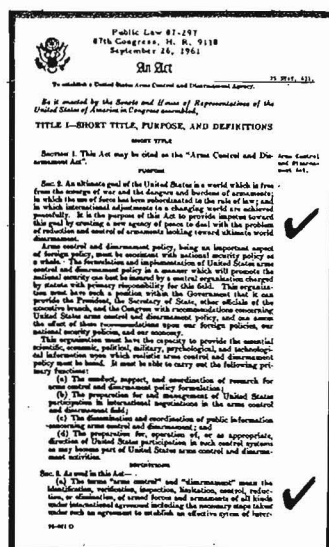 Public Law 87-297
87th Congress, H. R. 9118
September 26, 1961
An Act
75 STAT. 631.
To establish a United States Arms Control and Disarmament Agency.
Be it enacted by the Senate and House of Representatives of the
United States of America in Congress assembled,
TITLE I—SHORT TITLE, PURPOSE, AND DEFINITIONS
SHORT TITLE
SECTION 1. This Act may be cited as the "Arms Control and Dis-
armament Act".
Arms Control
and Disarma-
ment Act.
PURPOSE
SEC. 2. An ultimate goal of the United States is a world which is free
from the scourge of war and the dangers and burdens of armaments;
in which the use of force has been subordinated to the rule of law; and
in which international adjustments to a changing world are achieved
peacefully. It is the purpose of this Act to provide impetus toward
this goal by creating a new agency of peace to deal with the problem
of reduction and control of armaments looking toward ultimate world
disarmament.
Arms control and disarmament policy, being an important aspect
of foreign policy, must be consistent with national security policy as
a whole. The formulation and implementation of United States arms
control and disarmament policy in a manner which will promote the
national security can best be insured by a central organization charged
by statute with primary responsibility for this field. This organiza-
tion must have such a position within the Government that it can
provide the President, the Secretary of State, other officials of the
executive branch, and the Congress with recommendations concerning
United States arms control and disarmament policy, and can assess
the effect of these recommendations upon our foreign policies, our
national security policies, and our economy.
This organization must have the capacity to provide the essential
scientific, economic, political, military, psychological, and technologi-
cal information upon which realistic arms control and disarmament
policy must be based. It must be able to carry out the following pri-
mary functions:
(a) The conduct, support, and coordination of research for
arms control and disarmament policy formulation;
(b) The preparation for and management of United States
participation in international negotiations in the arms control
and disarmament field;
(c) The dissemination and coordination of public information
concerning arms control and disarmament; and
(d) The preparation for, operation of, or as appropriate,
direction of United States participation in such control systems
as may become part of United States arms control and disarma-
ment activities.
DEFINITIONS
SEC. 3. As used in this Act—
(a) The terms "arms control" and "disarmament" mean the
identification, verification, inspection, limitation, control, reduc-
tion, or elimination, of armed forces and armaments of all kinds
under international agreement including the necessary steps taken
under such an agreement to establish an effective system of inter-